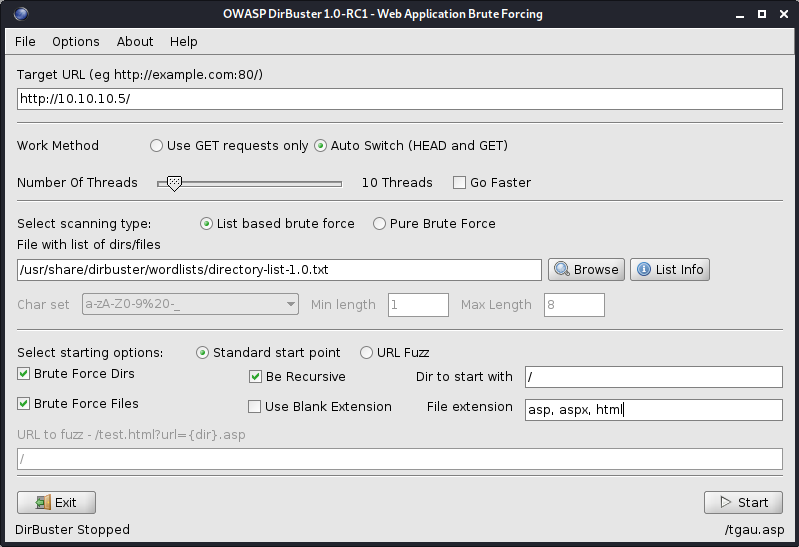 OWASP DirBuster 1.0-RC1 - Web Application Brute Forcing
File Options About Help
Target URL (eg http://example.com:80/)
http://10.10.10.5/
Work Method Use GET requests only Auto Switch (HEAD and GET)
Number Of Threads 10 Threads Go Faster
Select scanning type: List based brute force Pure Brute Force
File with list of dirs/files
/usr/share/dirbuster/wordlists/directory-list-1.0.txt Browse List Info
Char set a-zA-Z0-9%20-_ Min length 1 Max Length 8
Select starting options: Standard start point URL Fuzz
Brute Force Dirs Be Recursive Dir to start with /
Brute Force Files Use Blank Extension File extension asp, aspx, html
URL to fuzz - /test.html?url={dir}.asp
/
Exit Start
DirBuster Stopped /tgau.asp